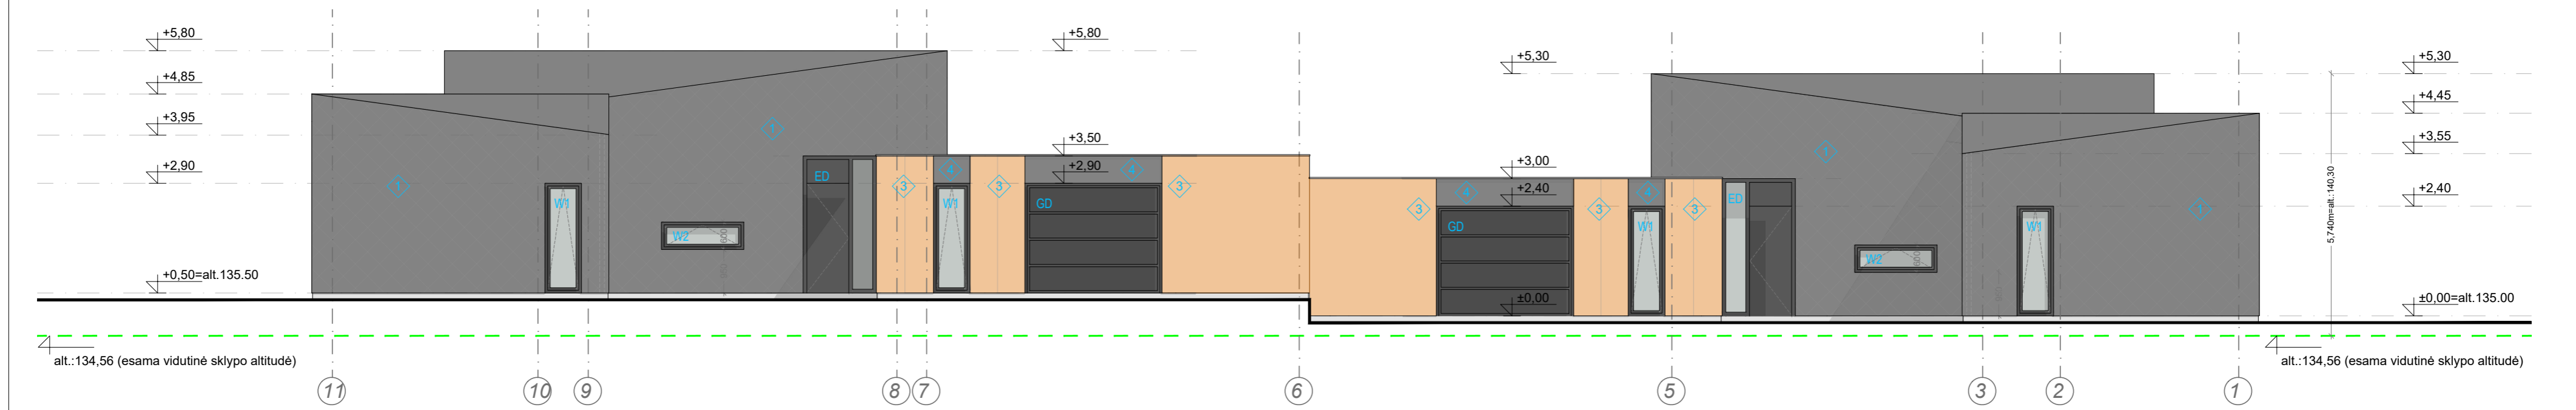 +5,80
+5,80
+5,30
+5,30
+4,85
+4,45
+3,95
+3,55
+3,50
+3,00
+2,90
+2,90
+2,40
+2,40
1
1
1
1
ED
3
4
3
4
3
W1
W1
GD
W2
3
4
3
4
3
ED
GD
W1
W2
W1
600
600
5,740m=alt.:140,30
+0,50=alt.135.50
±0,00
±0,00=alt.135.00
alt.:134,56 (esama vidutinė sklypo altitudė)
alt.:134,56 (esama vidutinė sklypo altitudė)
11
10
9
8
7
6
5
3
2
1